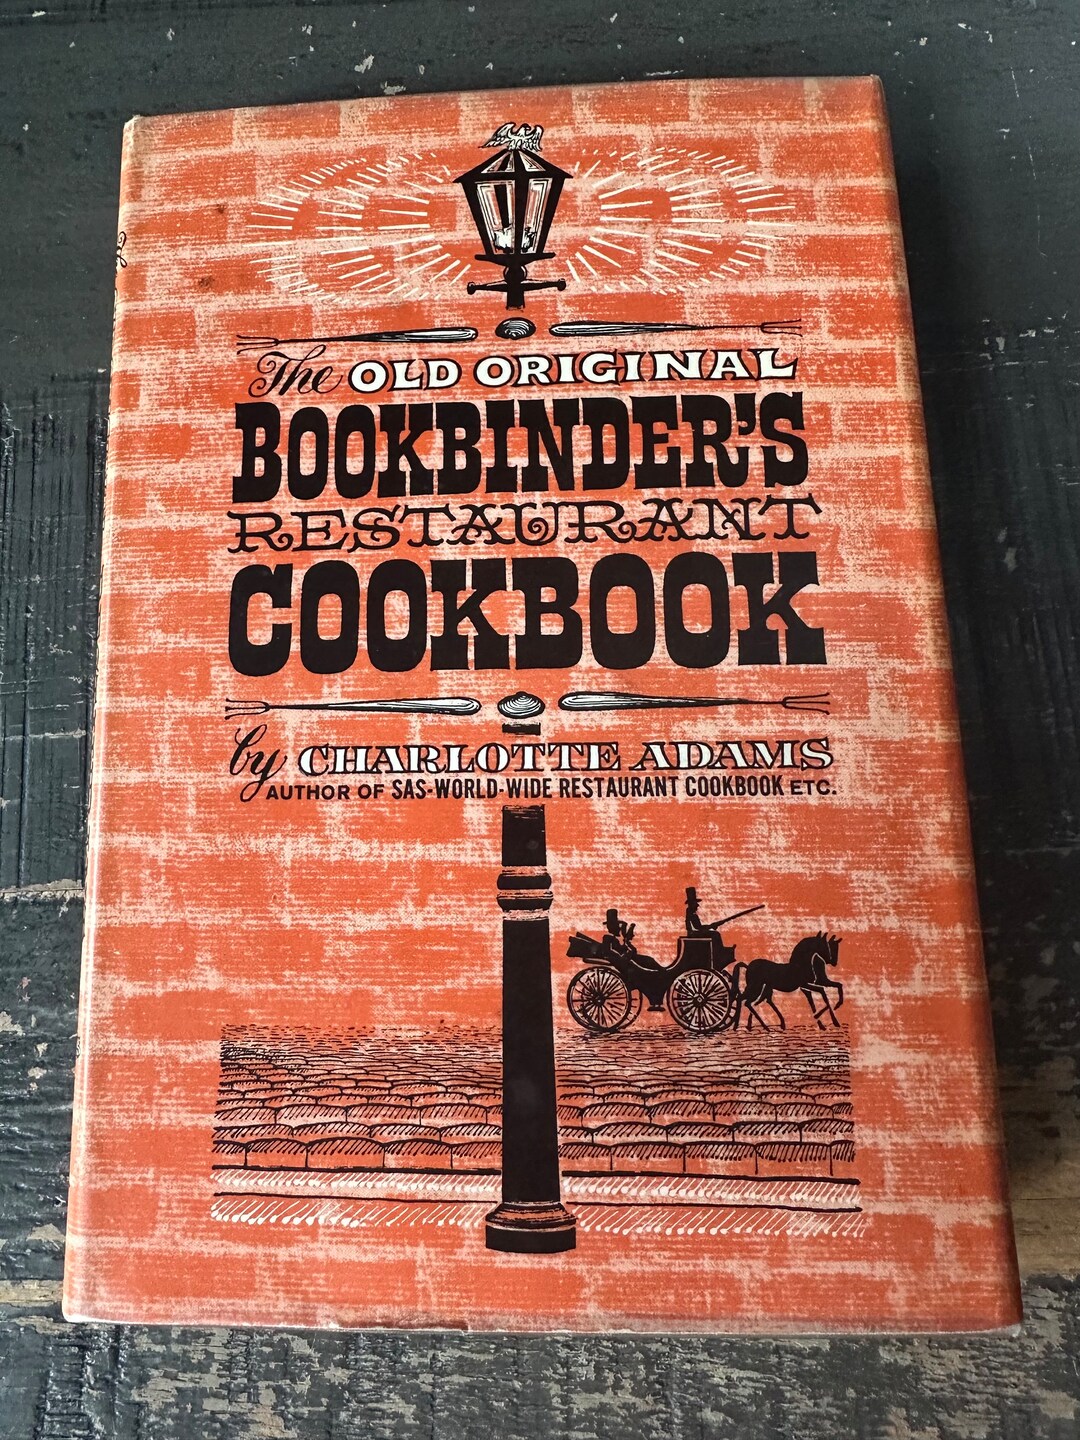 The OLD ORIGINAL
BOOKBINDER'S
RESTAURANT
COOKBOOK
by CHARLOTTE ADAMS
AUTHOR OF SAS-WORLD-WIDE RESTAURANT COOKBOOK ETC.